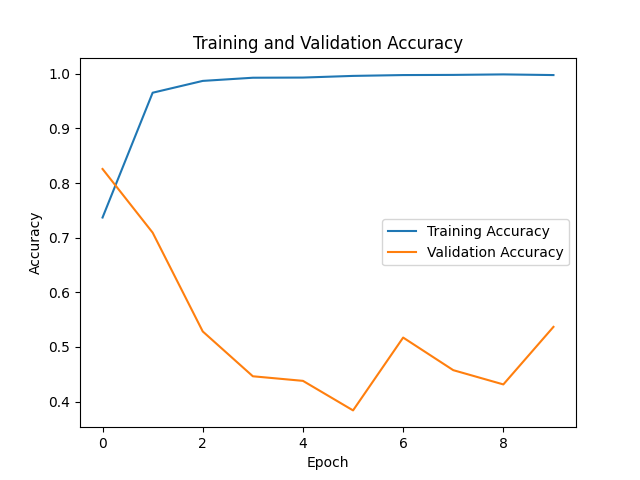 Training and Validation Accuracy
1.0
0.9
0.8
0.7
0.6
0.5
0.4
Accuracy
Training Accuracy
Validation Accuracy
0 2 4 6 8
Epoch